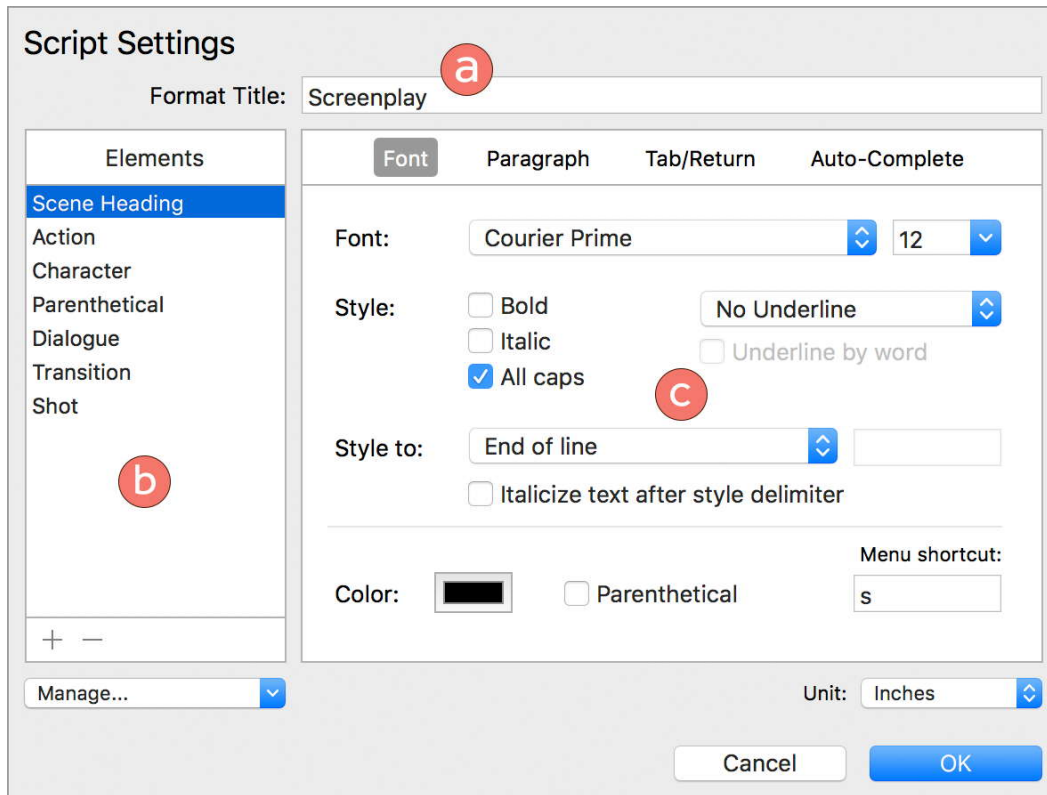 Script Settings
a
Format Title: Screenplay
Elements
Scene Heading
Action
Character
Parenthetical
Dialogue
Transition
Shot
b
+ −
Manage...
Font Paragraph Tab/Return Auto-Complete
Font: Courier Prime 12
Style: Bold No Underline
Italic Underline by word
All caps
c
Style to: End of line
Italicize text after style delimiter
Menu shortcut:
Color: Parenthetical s
Unit: Inches
Cancel OK